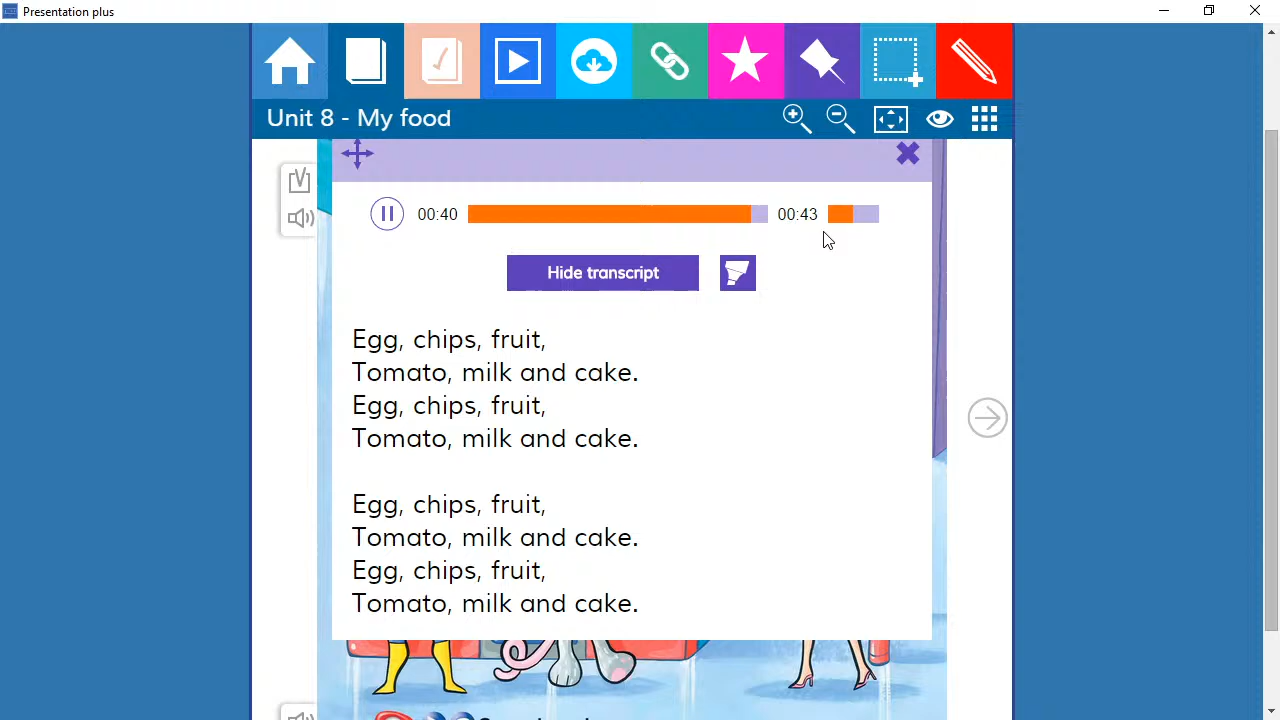 Presentation plus
Unit 8 - My food
00:40
00:43
Hide transcript
Egg, chips, fruit,
Tomato, milk and cake.
Egg, chips, fruit,
Tomato, milk and cake.
Egg, chips, fruit,
Tomato, milk and cake.
Egg, chips, fruit,
Tomato, milk and cake.